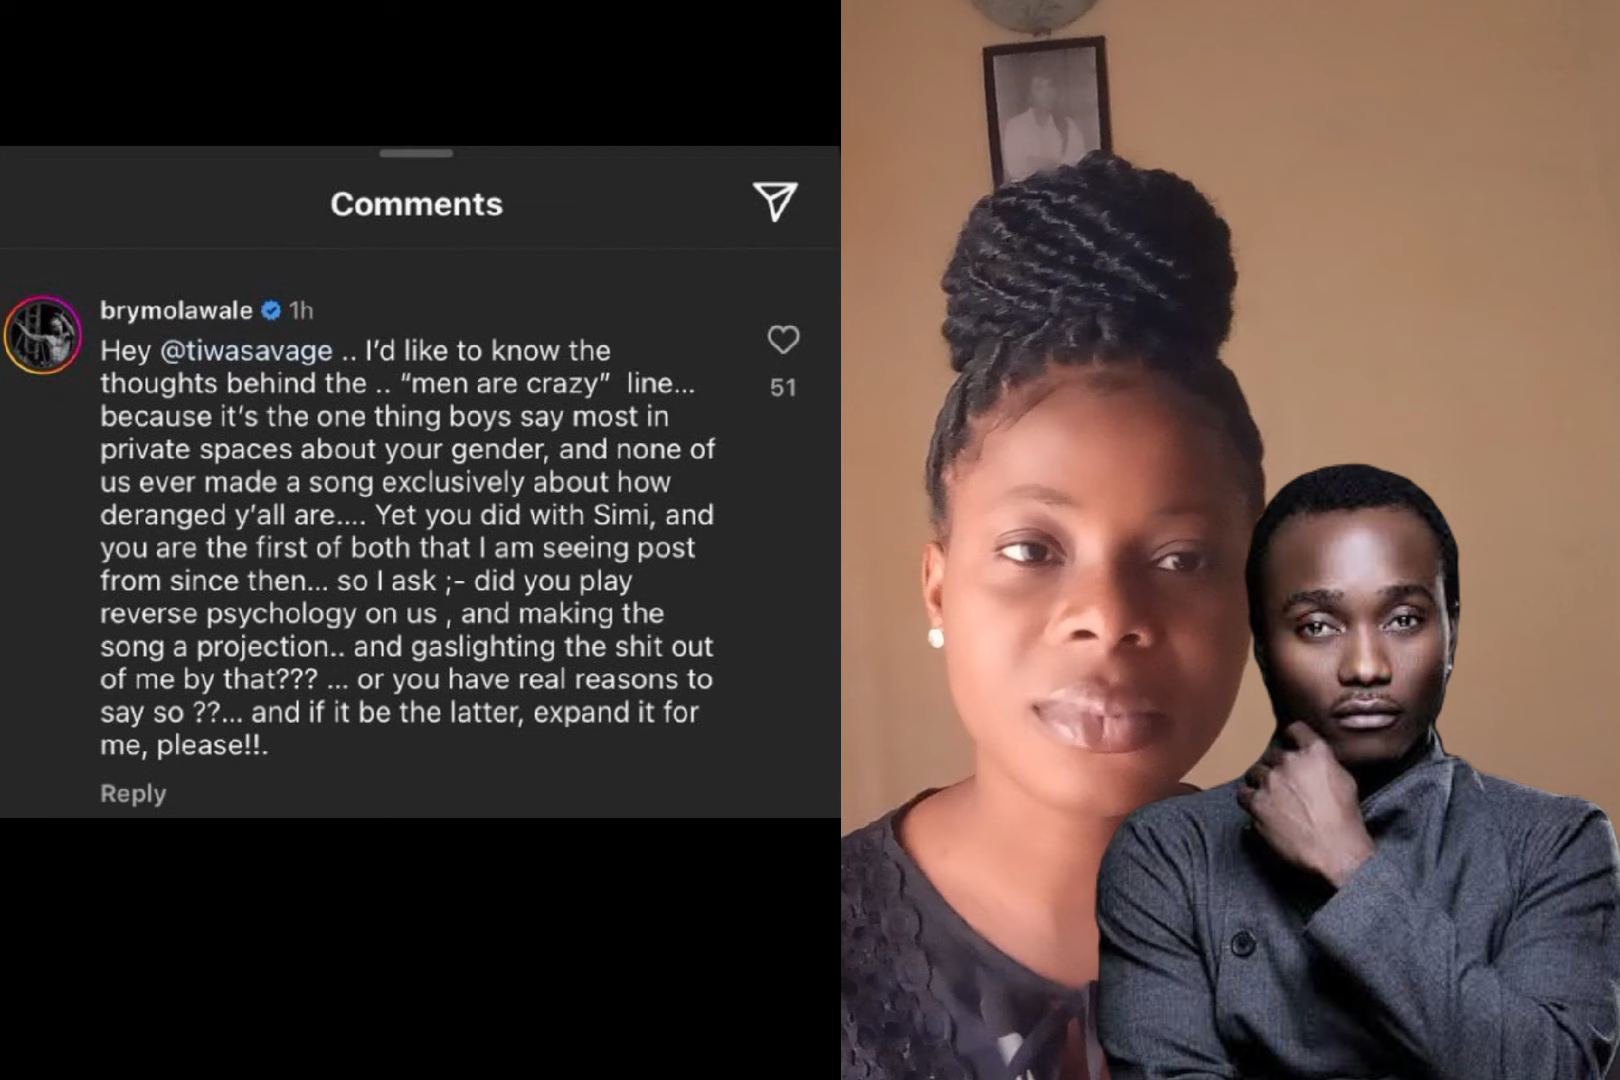 Comments
brymolawale 1h
Hey @tiwasavage .. I’d like to know the
thoughts behind the .. “men are crazy”  line...
because it’s the one thing boys say most in
private spaces about your gender, and none of
us ever made a song exclusively about how
deranged y’all are.... Yet you did with Simi, and
you are the first of both that I am seeing post
from since then... so I ask ;- did you play
reverse psychology on us , and making the
song a projection.. and gaslighting the shit out
of me by that??? ... or you have real reasons to
say so ??... and if it be the latter, expand it for
me, please!!.
51
Reply